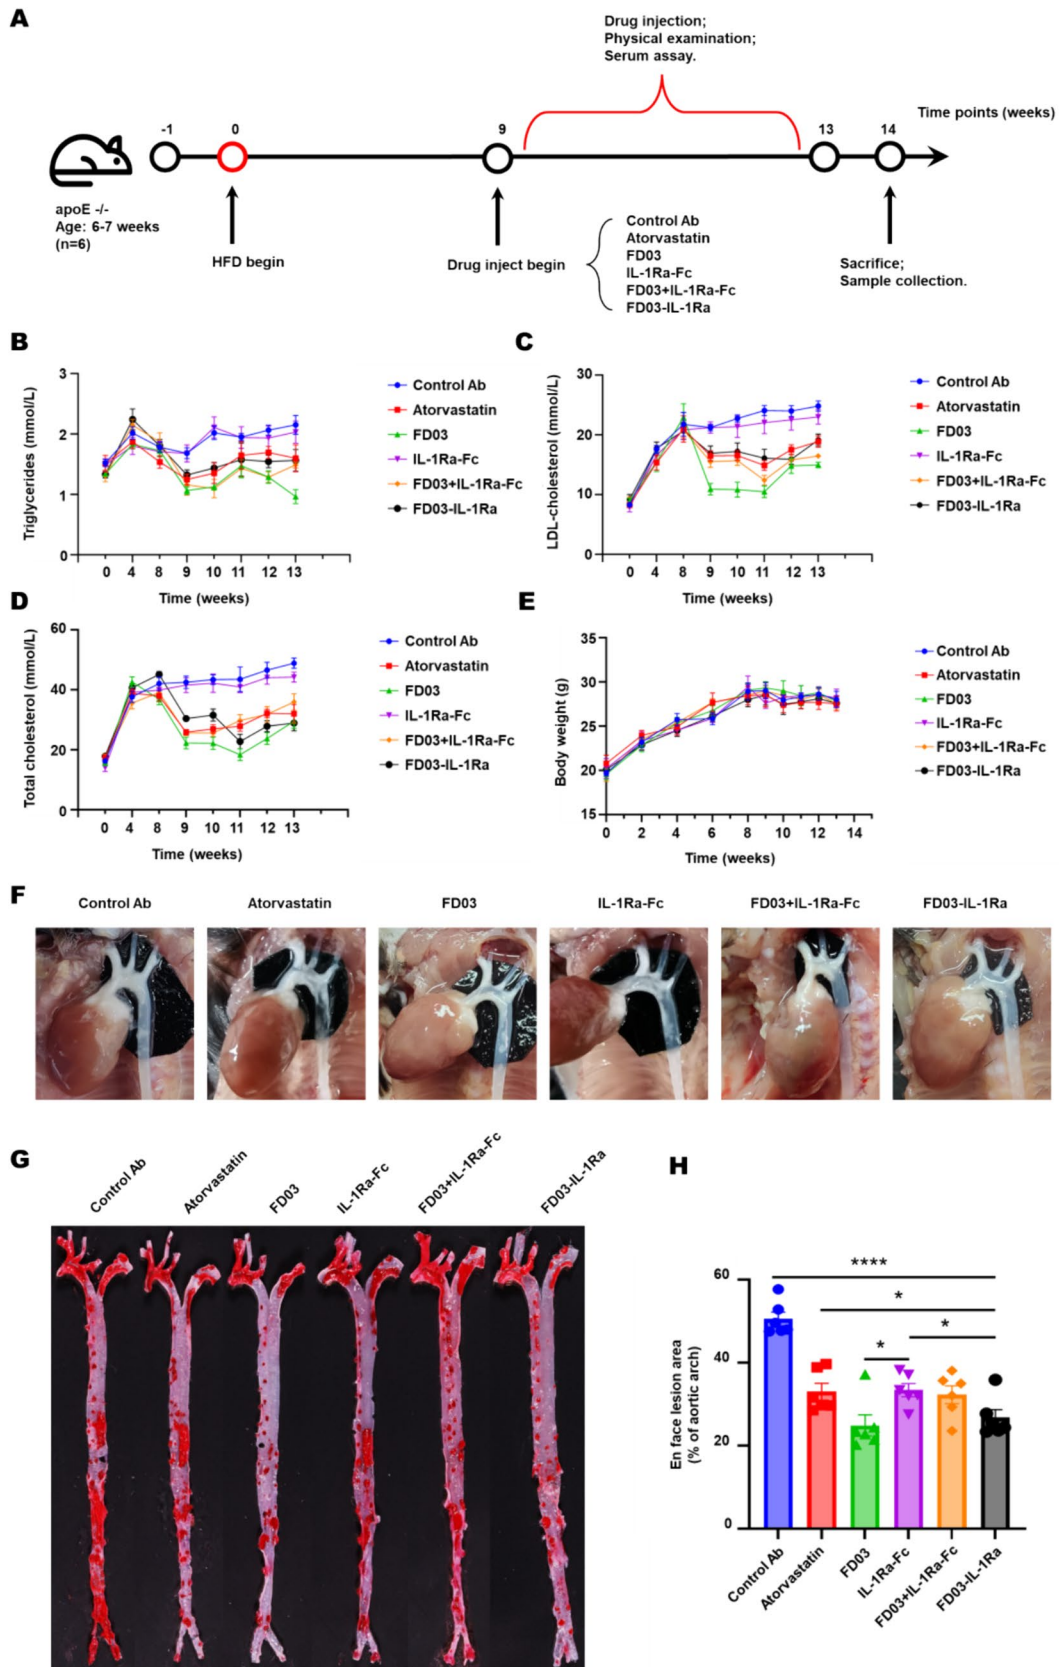 A
Drug injection;
Physical examination;
Serum assay.
Time points (weeks)
-1
0
9
13
14
apoE -/-
Age: 6-7 weeks
(n=6)
HFD begin
Drug inject begin
Control Ab
Atorvastatin
FD03
IL-1Ra-Fc
FD03+IL-1Ra-Fc
FD03-IL-1Ra
Sacrifice;
Sample collection.
B
Triglycerides (mmol/L)
3
2
1
0
0 4 8 9 10 11 12 13
Time (weeks)
Control Ab
Atorvastatin
FD03
IL-1Ra-Fc
FD03+IL-1Ra-Fc
FD03-IL-1Ra
C
LDL-cholesterol (mmol/L)
30
20
10
0
0 4 8 9 10 11 12 13
Time (weeks)
Control Ab
Atorvastatin
FD03
IL-1Ra-Fc
FD03+IL-1Ra-Fc
FD03-IL-1Ra
D
Total cholesterol (mmol/L)
60
40
20
0
0 4 8 9 10 11 12 13
Time (weeks)
Control Ab
Atorvastatin
FD03
IL-1Ra-Fc
FD03+IL-1Ra-Fc
FD03-IL-1Ra
E
Body weight (g)
35
30
25
20
15
0 2 4 6 8 10 12 14
Time (weeks)
Control Ab
Atorvastatin
FD03
IL-1Ra-Fc
FD03+IL-1Ra-Fc
FD03-IL-1Ra
F
Control Ab
Atorvastatin
FD03
IL-1Ra-Fc
FD03+IL-1Ra-Fc
FD03-IL-1Ra
G
Control Ab
Atorvastatin
FD03
IL-1Ra-Fc
FD03+IL-1Ra-Fc
FD03-IL-1Ra
H
En face lesion area
(% of aortic arch)
60
40
20
0
****
*
*
*
Control Ab
Atorvastatin
FD03
IL-1Ra-Fc
FD03+IL-1Ra-Fc
FD03-IL-1Ra